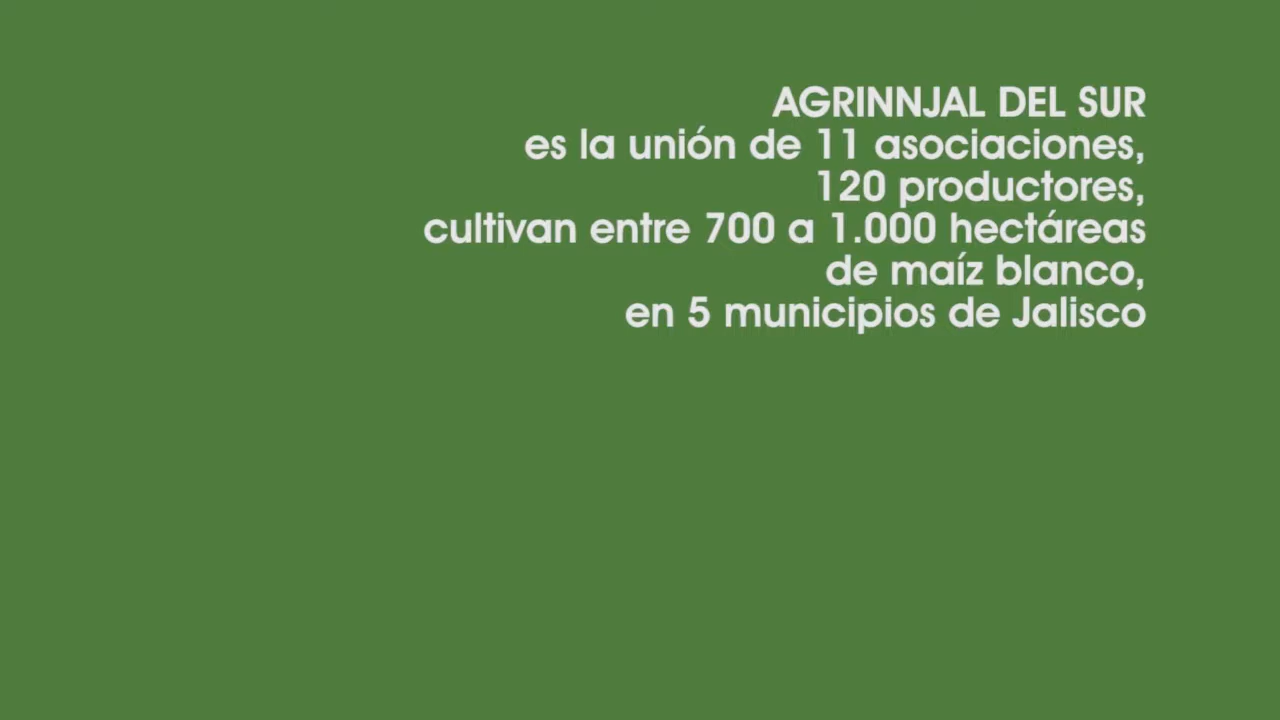 AGRINNJAL DEL SUR
es la unión de 11 asociaciones,
120 productores,
cultivan entre 700 a 1.000 hectáreas
de maíz blanco,
en 5 municipios de Jalisco